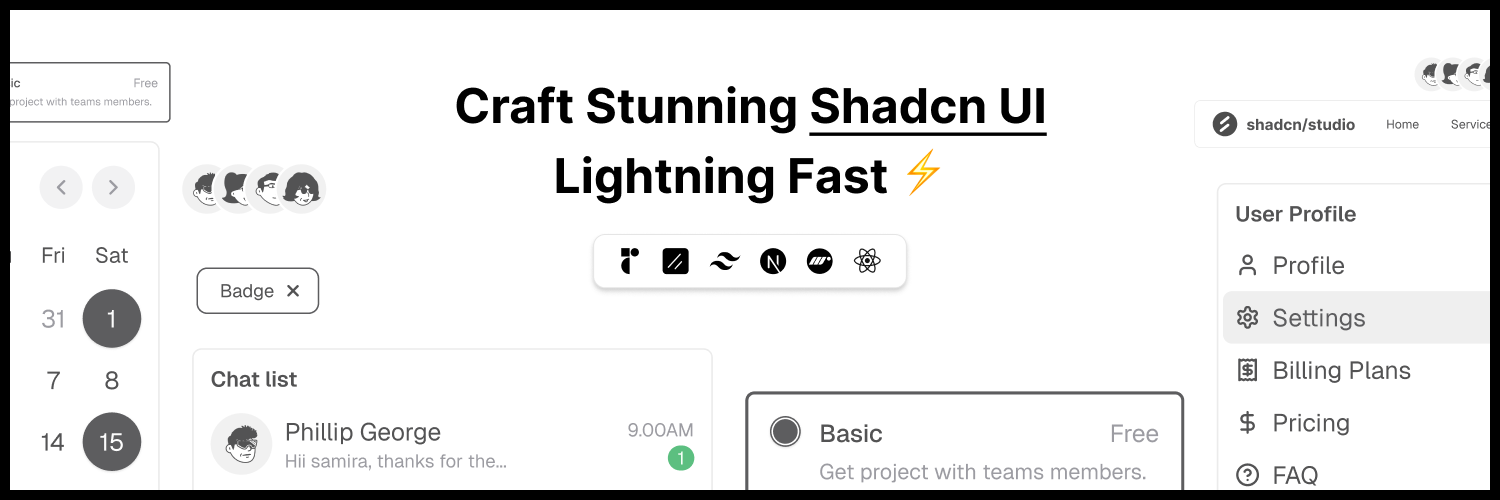 Craft Stunning Shadcn UI
Lightning Fast ⚡
ic Free
project with teams members.
Fri Sat
31 1
7 8
14 15
Badge ✕
Chat list
Phillip George 9.00AM
Hii samira, thanks for the... 1
Basic Free
Get project with teams members.
shadcn/studio Home Service
User Profile
Profile
Settings
Billing Plans
Pricing
FAQ